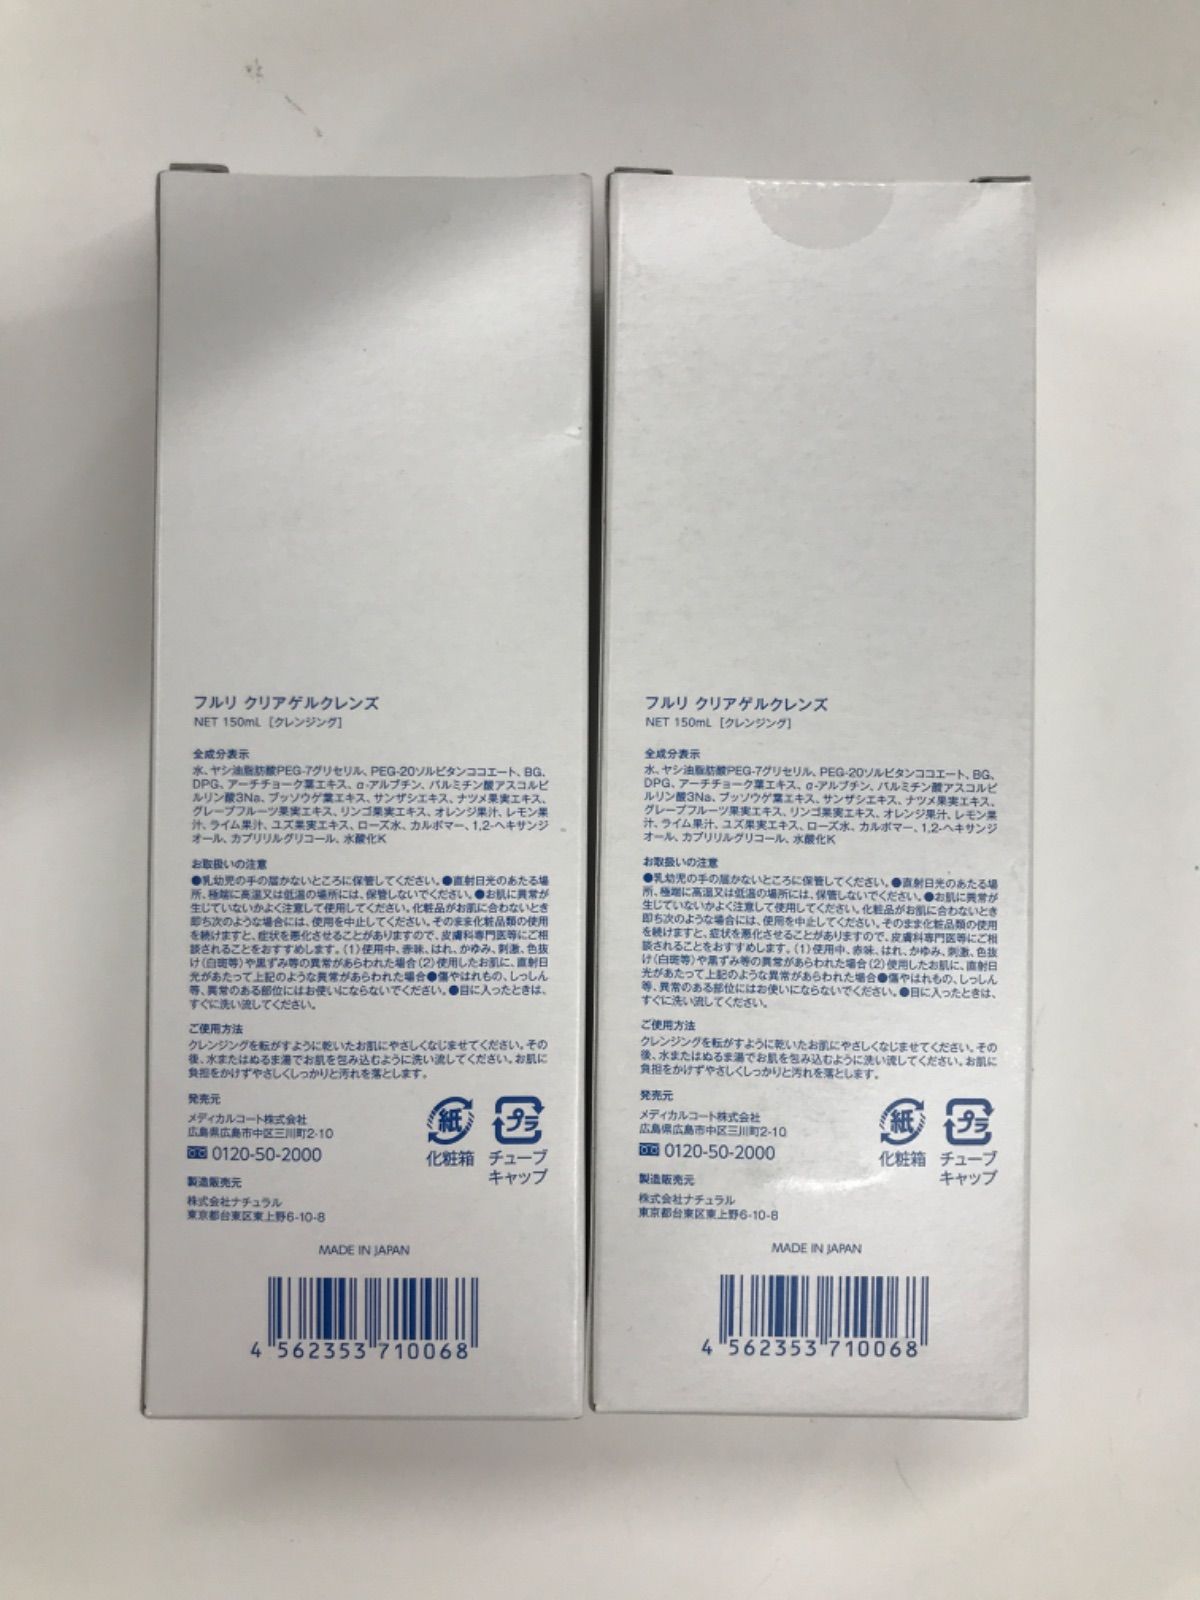 フルリ クリアゲルクレンズ
NET 150mL [クレンジング]
全成分表示
水、ヤシ油脂肪酸PEG-7グリセリル、PEG-20ソルビタンココエート、BG、
DPG、アーチチョーク葉エキス、α-アルブチン、パルミチン酸アスコルビ
ルリン酸3Na、ブッソウゲ葉エキス、サンザシエキス、ナツメ果実エキス、
グレープフルーツ果実エキス、リンゴ果実エキス、オレンジ果汁、レモン果
汁、ライム果汁、ユズ果実エキス、ローズ水、カルボマー、1,2-ヘキサンジ
オール、カプリリルグリコール、水酸化K
お取扱いの注意
●乳幼児の手の届かないところに保管してください。●直射日光のあたる場
所、極端に高温又は低温の場所には、保管しないでください。●お肌に異常が
生じていないかよく注意して使用してください。化粧品がお肌に合わないとき
即ち次のような場合には、使用を中止してください。そのまま化粧品類の使用
を続けますと、症状を悪化させることがありますので、皮膚科専門医等にご相
談されることをおすすめします。(1)使用中、赤味、はれ、かゆみ、刺激、色抜
け(白斑等)や黒ずみ等の異常があらわれた場合(2)使用したお肌に、直射日
光があたって上記のような異常があらわれた場合●傷やはれもの、しっしん
等、異常のある部位にはお使いにならないでください。●目に入ったときは、
すぐに洗い流してください。
ご使用方法
クレンジングを転がすように乾いたお肌にやさしくなじませてください。その
後、水またはぬるま湯でお肌を包み込むように洗い流してください。お肌に
負担をかけずやさしくしっかりと汚れを落とします。
発売元
メディカルコート株式会社
広島県広島市中区三川町2-10
0120-50-2000
紙
化粧箱
プラ
チューブ
キャップ
製造販売元
株式会社ナチュラル
東京都台東区東上野6-10-8
MADE IN JAPAN
4 562353 710068
フルリ クリアゲルクレンズ
NET 150mL [クレンジング]
全成分表示
水、ヤシ油脂肪酸PEG-7グリセリル、PEG-20ソルビタンココエート、BG、
DPG、アーチチョーク葉エキス、α-アルブチン、パルミチン酸アスコルビ
ルリン酸3Na、ブッソウゲ葉エキス、サンザシエキス、ナツメ果実エキス、
グレープフルーツ果実エキス、リンゴ果実エキス、オレンジ果汁、レモン果
汁、ライム果汁、ユズ果実エキス、ローズ水、カルボマー、1,2-ヘキサンジ
オール、カプリリルグリコール、水酸化K
お取扱いの注意
●乳幼児の手の届かないところに保管してください。●直射日光のあたる場
所、極端に高温又は低温の場所には、保管しないでください。●お肌に異常が
生じていないかよく注意して使用してください。化粧品がお肌に合わないとき
即ち次のような場合には、使用を中止してください。そのまま化粧品類の使用
を続けますと、症状を悪化させることがありますので、皮膚科専門医等にご相
談されることをおすすめします。(1)使用中、赤味、はれ、かゆみ、刺激、色抜
け(白斑等)や黒ずみ等の異常があらわれた場合(2)使用したお肌に、直射日
光があたって上記のような異常があらわれた場合●傷やはれもの、しっしん
等、異常のある部位にはお使いにならないでください。●目に入ったときは、
すぐに洗い流してください。
ご使用方法
クレンジングを転がすように乾いたお肌にやさしくなじませてください。その
後、水またはぬるま湯でお肌を包み込むように洗い流してください。お肌に
負担をかけずやさしくしっかりと汚れを落とします。
発売元
メディカルコート株式会社
広島県広島市中区三川町2-10
0120-50-2000
紙
化粧箱
プラ
チューブ
キャップ
製造販売元
株式会社ナチュラル
東京都台東区東上野6-10-8
MADE IN JAPAN
4 562353 710068